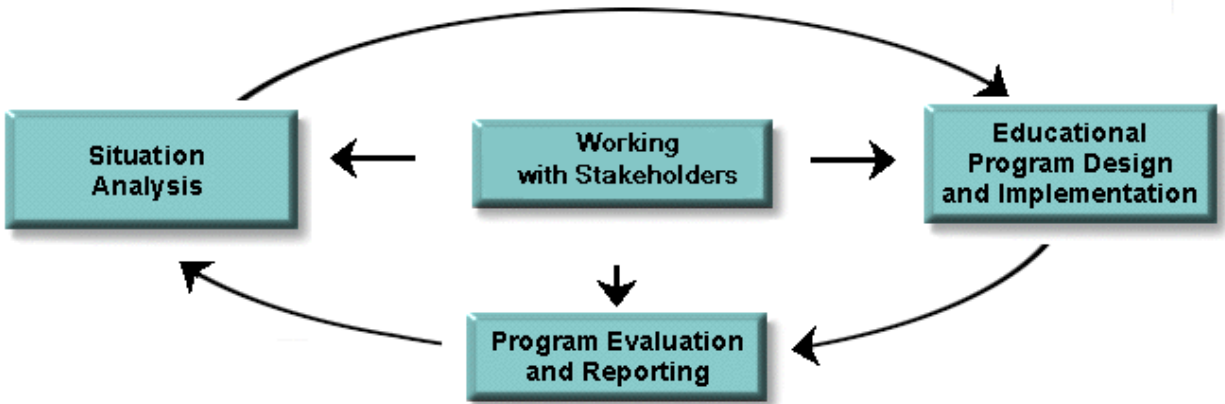 Situation
Analysis
Working
with Stakeholders
Educational
Program Design
and Implementation
Program Evaluation
and Reporting